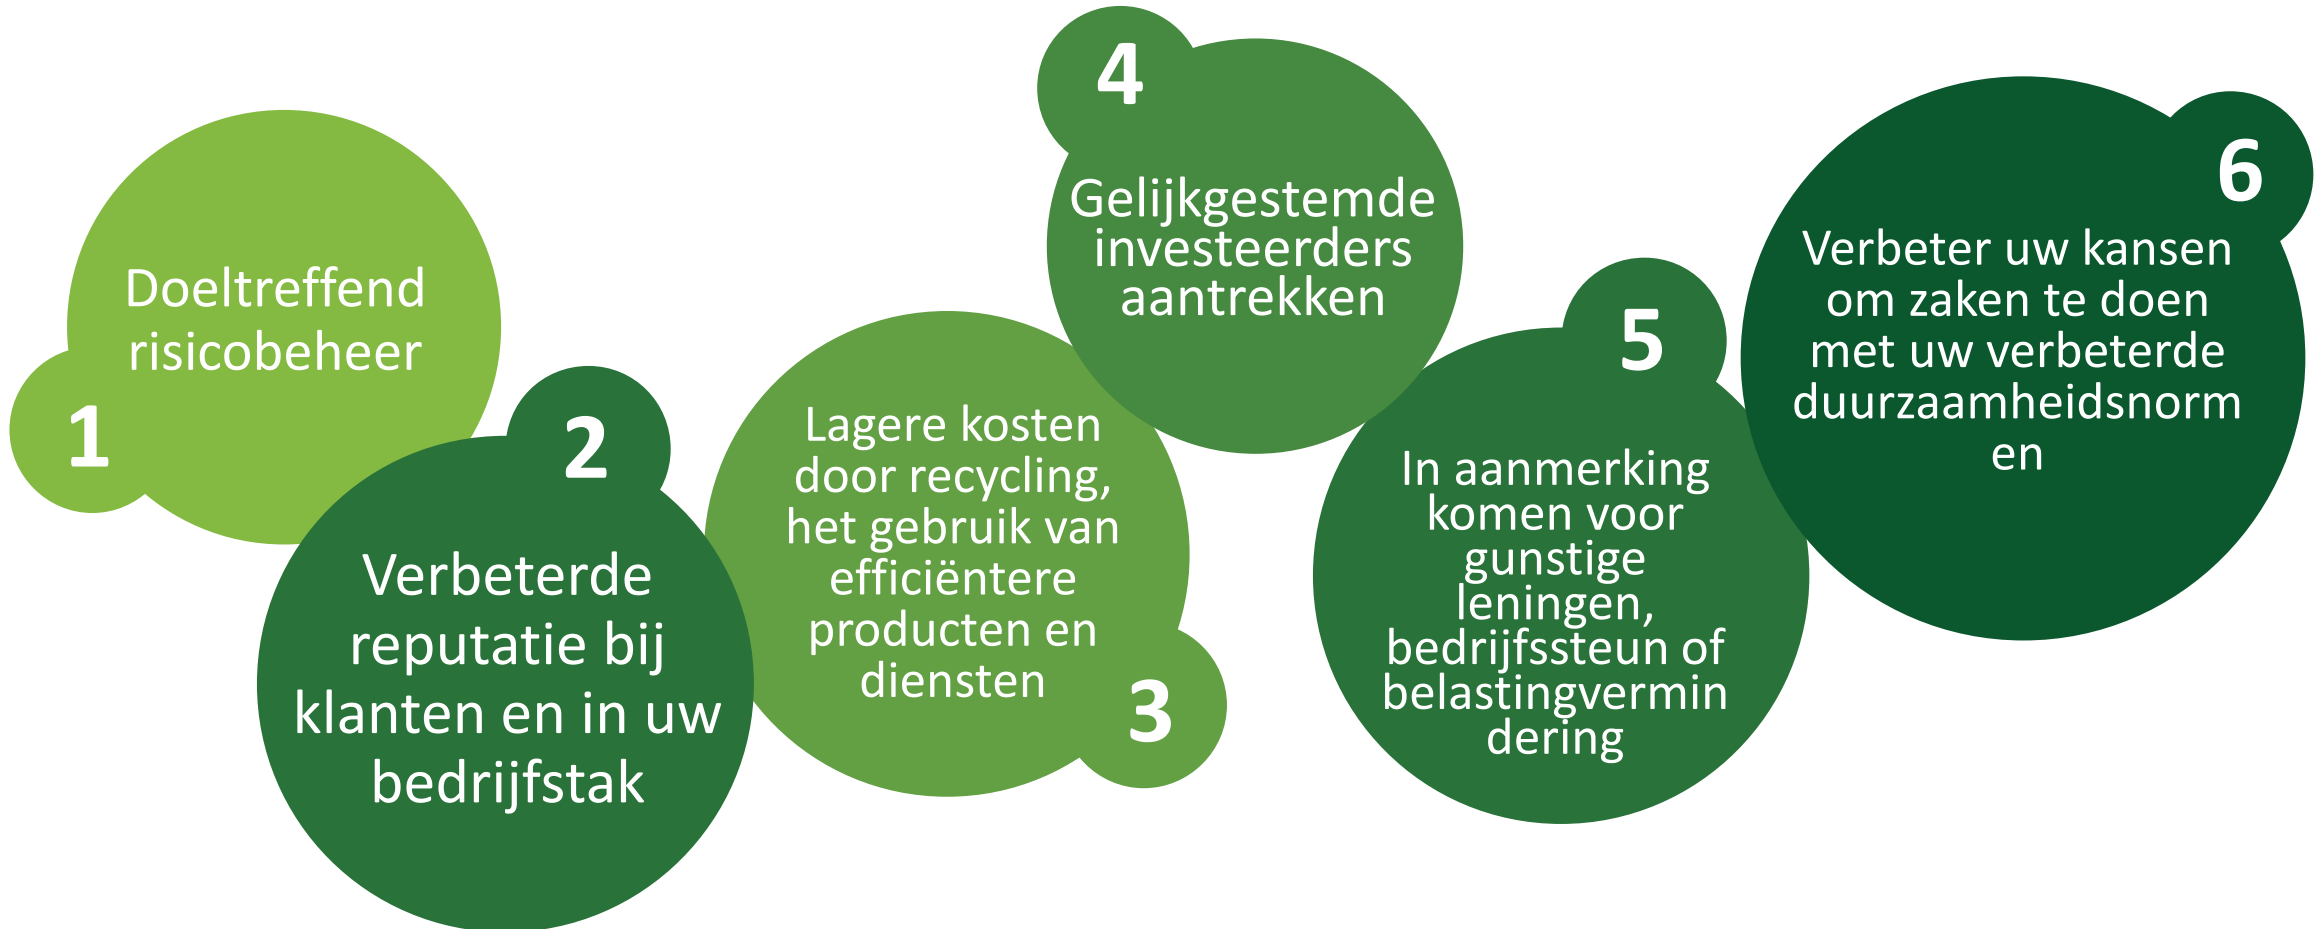 1
Doeltreffend
risicobeheer
2
Verbeterde
reputatie bij
klanten en in uw
bedrijfstak
3
Lagere kosten
door recycling,
het gebruik van
efficiëntere
producten en
diensten
4
Gelijkgestemde
investeerders
aantrekken
5
In aanmerking
komen voor
gunstige
leningen,
bedrijfssteun of
belastingvermin
dering
6
Verbeter uw kansen
om zaken te doen
met uw verbeterde
duurzaamheidsnorm
en